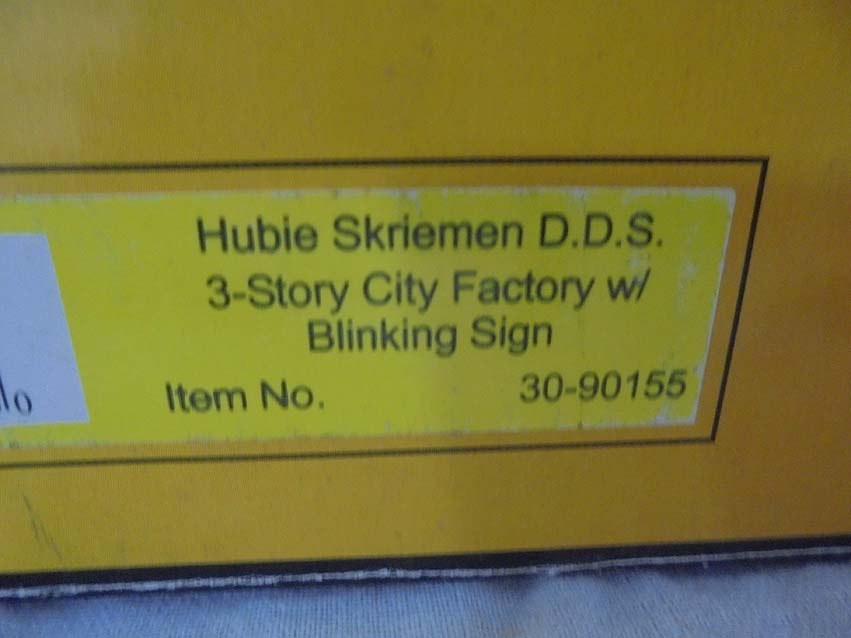 Hubie Skriemen D.D.S.
3-Story City Factory w/
Blinking Sign
Item No. 30-90155